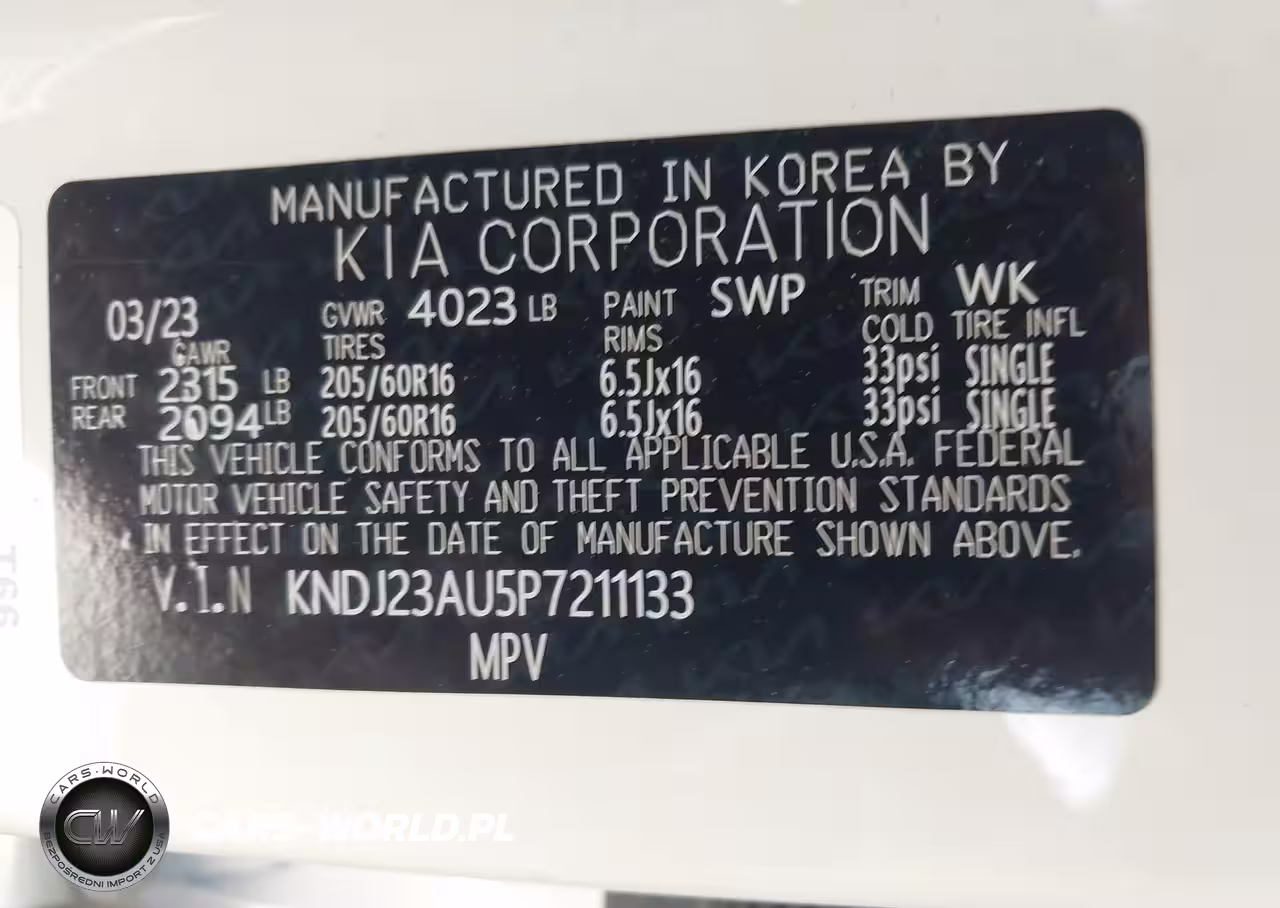 MANUFACTURED IN KOREA BY
KIA CORPORATION
03/23 GVWR 4023 LB PAINT SWP TRIM WK
GAWR TIRES RIMS COLD TIRE INFL
FRONT 2315 LB 205/60R16 6.5Jx16 33psi SINGLE
REAR 2094 LB 205/60R16 6.5Jx16 33psi SINGLE
THIS VEHICLE CONFORMS TO ALL APPLICABLE U.S.A. FEDERAL
MOTOR VEHICLE SAFETY AND THEFT PREVENTION STANDARDS
IN EFFECT ON THE DATE OF MANUFACTURE SHOWN ABOVE.
V.I.N KNDJ23AU5P7211133
MPV
CARS-WORLD
CW
BEZPOŚREDNI IMPORT Z USA
CARS-WORLD.PL